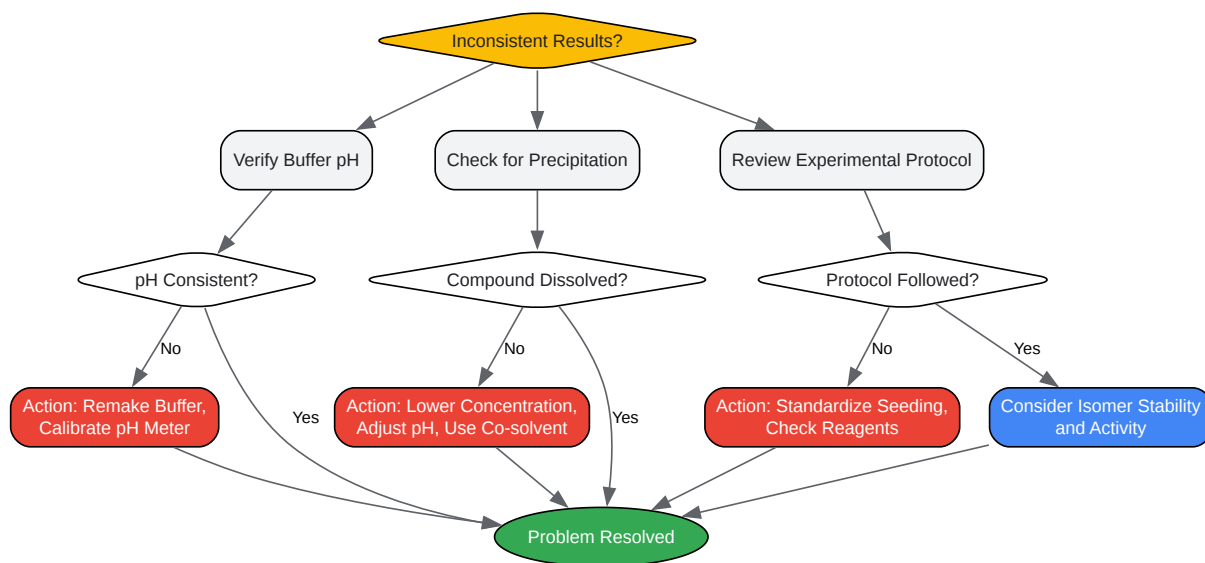 Inconsistent Results?
Verify Buffer pH
Check for Precipitation
Review Experimental Protocol
pH Consistent?
Compound Dissolved?
Protocol Followed?
No
No
No
Yes
Action: Remake Buffer,
Calibrate pH Meter
Yes
Action: Lower Concentration,
Adjust pH, Use Co-solvent
Yes
Action: Standardize Seeding,
Check Reagents
Consider Isomer Stability
and Activity
Problem Resolved